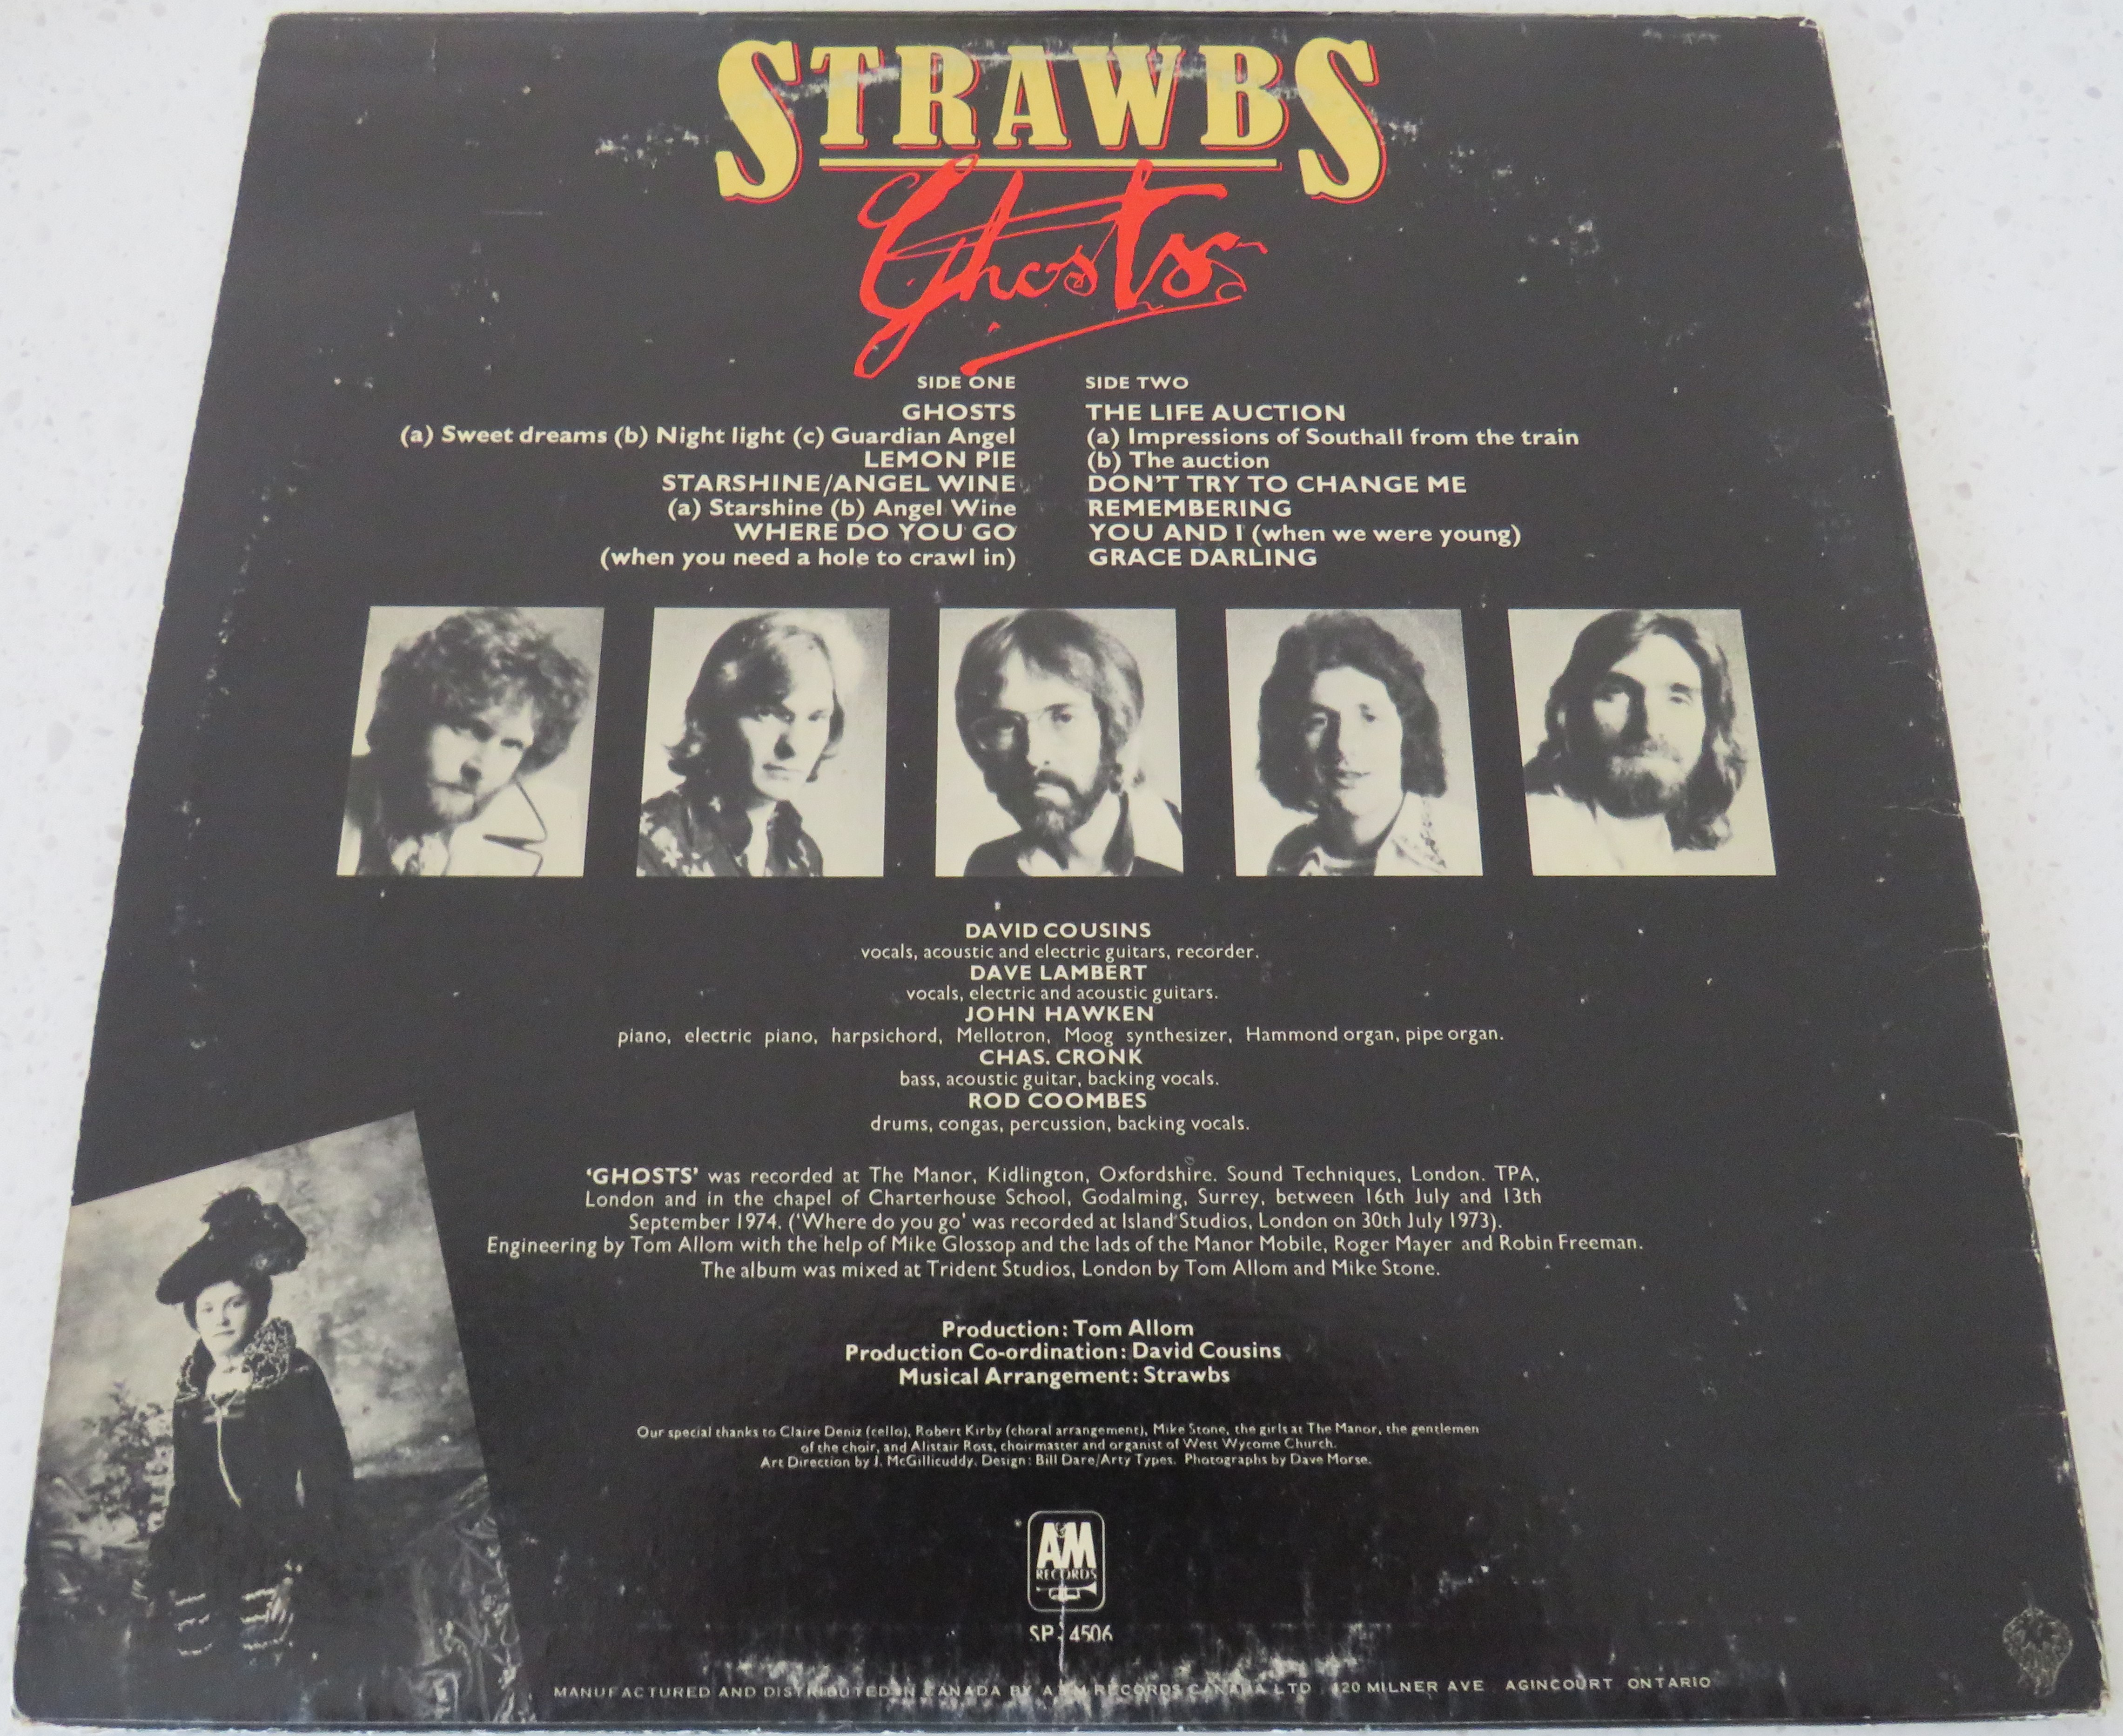 STRAWBS
Ghosts
SIDE ONE
GHOSTS
(a) Sweet dreams (b) Night light (c) Guardian Angel
LEMON PIE
STARSHINE/ANGEL WINE
(a) Starshine (b) Angel Wine
WHERE DO YOU GO
(when you need a hole to crawl in)
SIDE TWO
THE LIFE AUCTION
(a) Impressions of Southall from the train
(b) The auction
DON'T TRY TO CHANGE ME
REMEMBERING
YOU AND I (when we were young)
GRACE DARLING
DAVID COUSINS
vocals, acoustic and electric guitars, recorder.
DAVE LAMBERT
vocals, electric and acoustic guitars.
JOHN HAWKEN
piano, electric piano, harpsichord, Mellotron, Moog synthesizer, Hammond organ, pipe organ.
CHAS. CRONK
bass, acoustic guitar, backing vocals.
ROD COOMBES
drums, congas, percussion, backing vocals.
'GHOSTS' was recorded at The Manor, Kidlington, Oxfordshire. Sound Techniques, London. TPA,
London and in the chapel of Charterhouse School, Godalming, Surrey, between 16th July and 13th
September 1974. ('Where do you go' was recorded at Island Studios, London on 30th July 1973).
Engineering by Tom Allom with the help of Mike Glossop and the lads of the Manor Mobile, Roger Mayer and Robin Freeman.
The album was mixed at Trident Studios, London by Tom Allom and Mike Stone.
Production: Tom Allom
Production Co-ordination: David Cousins
Musical Arrangement: Strawbs
Our special thanks to Claire Deniz (cello), Robert Kirby (choral arrangement), Mike Stone, the girls at The Manor, the gentlemen
of the choir, and Alistair Ross, choirmaster and organist of West Wycome Church.
Art Direction by J. McGillicuddy. Design: Bill Dare/Arty Types. Photographs by Dave Morse.
A&M
RECORDS
SP 4506
MANUFACTURED AND DISTRIBUTED IN CANADA BY A&M RECORDS CANADA LTD. 420 MILNER AVE AGINCOURT ONTARIO